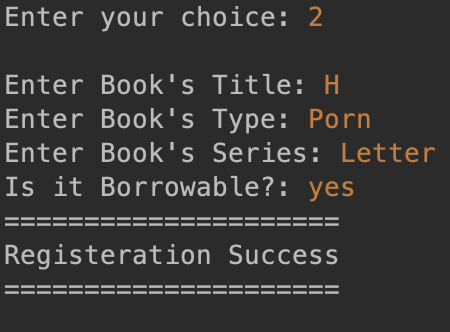 Enter your choice: 2
Enter Book's Title: H
Enter Book's Type: Porn
Enter Book's Series: Letter
Is it Borrowable?: yes
=====================
Registeration Success
=====================